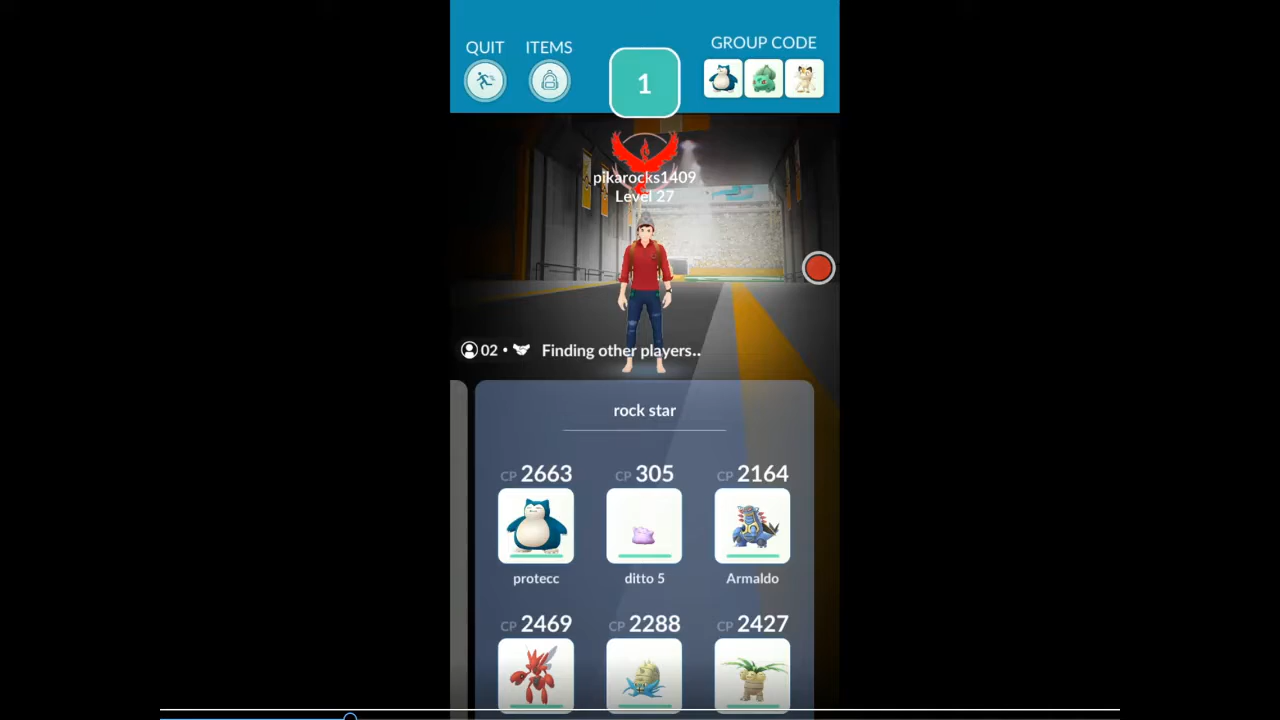 QUIT ITEMS
1
GROUP CODE
pikarocks1409
Level 27
02 • Finding other players..
rock star
CP 2663 CP 305 CP 2164
protecc ditto 5 Armaldo
CP 2469 CP 2288 CP 2427